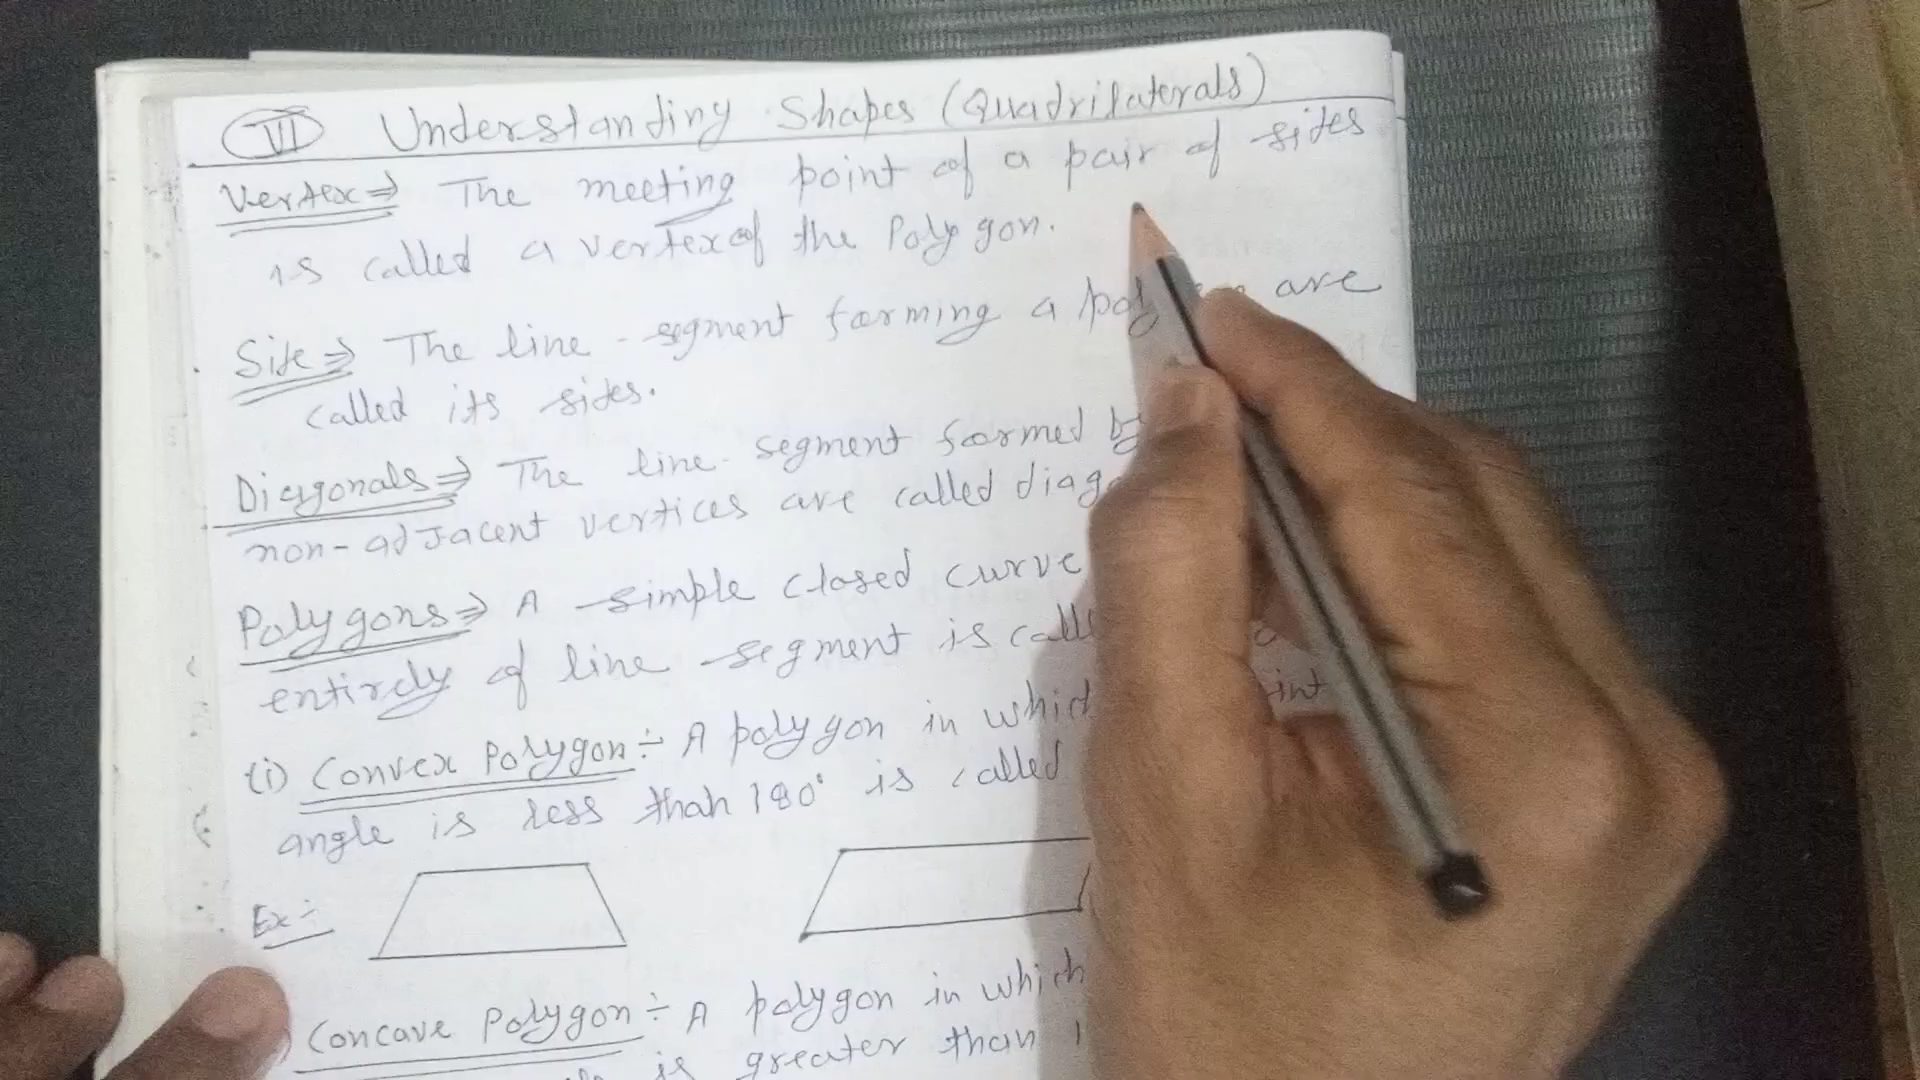 VI Understanding Shapes (Quadrilaterals)
Vertex⇒ The meeting point of a pair of sides
is called a vertex of the Polygon.
Side⇒ The line-segment forming a are
called its sides.
Diagonals⇒ The line-segment formed by
non-adjacent vertices are called
Polygons⇒ A simple closed curve
entirely of line segment is
(i) Convex Polygon÷ A polygon in which
angle is less than 180° is called
Ex÷
Concave Polygon÷ A polygon in which
is greater than